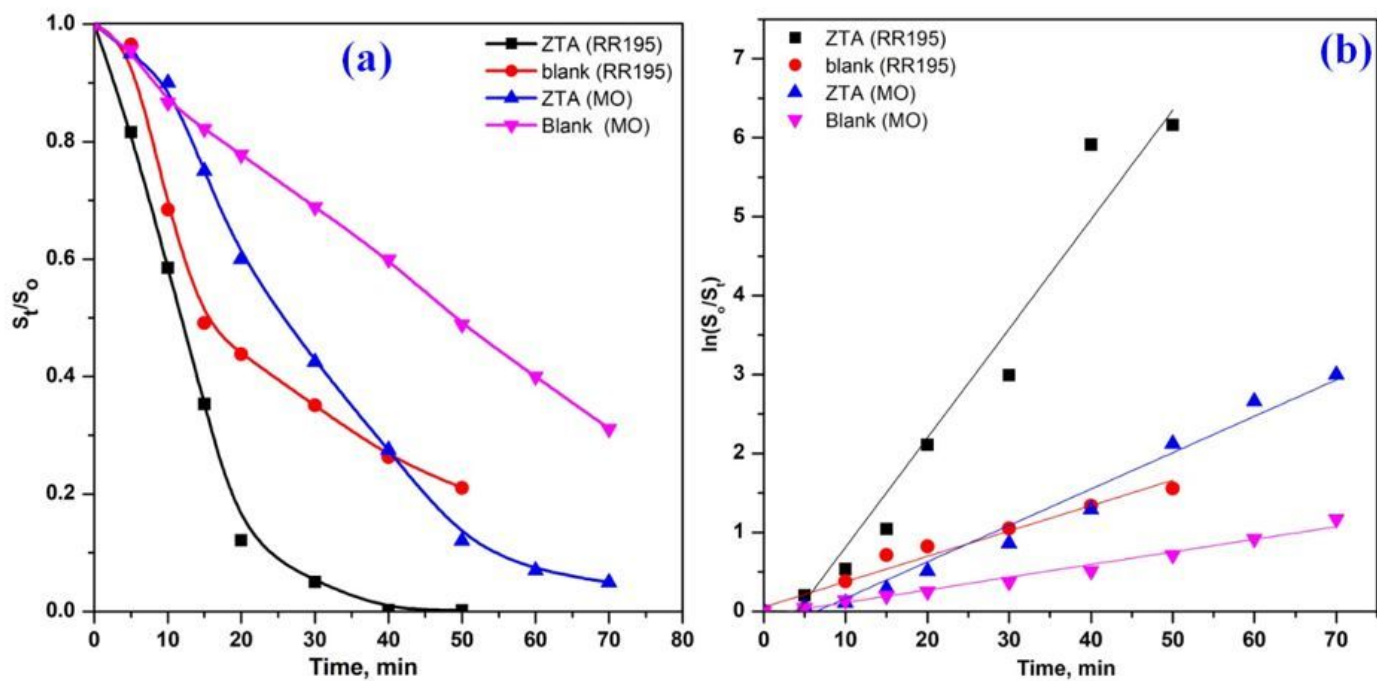 (a)
ZTA (RR195)
blank (RR195)
ZTA (MO)
Blank (MO)
1.0
0.8
0.6
0.4
0.2
0.0
St/So
0 10 20 30 40 50 60 70 80
Time, min
(b)
ZTA (RR195)
blank (RR195)
ZTA (MO)
Blank (MO)
7
6
5
4
3
2
1
0
ln(So/St)
0 10 20 30 40 50 60 70
Time, min